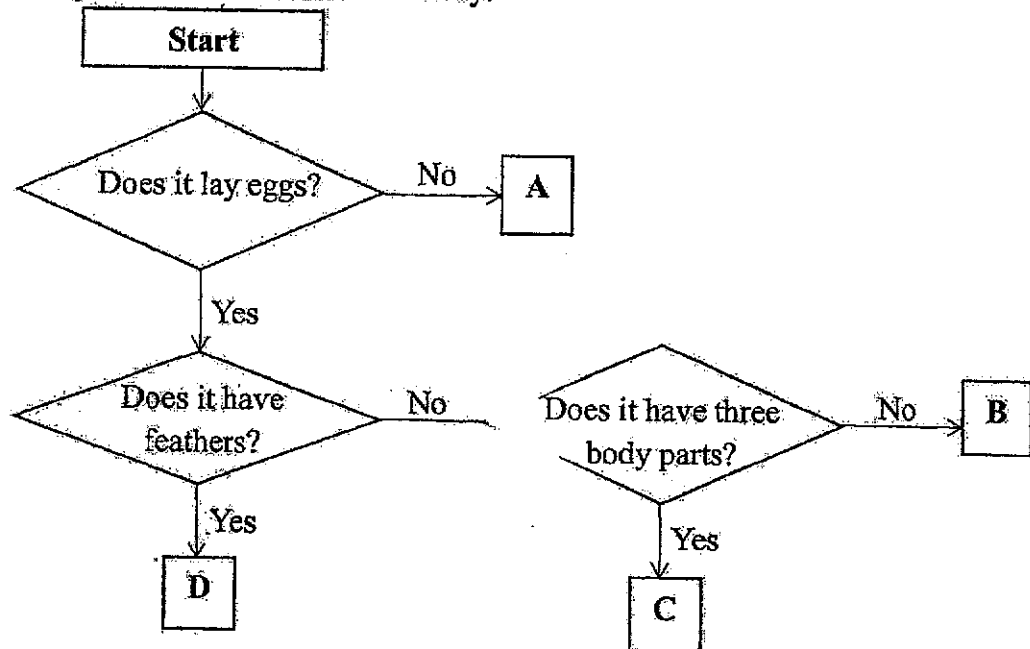 Start
Does it lay eggs?
No
A
Yes
Does it have
feathers?
No
Does it have three
body parts?
No
B
Yes
D
Yes
C